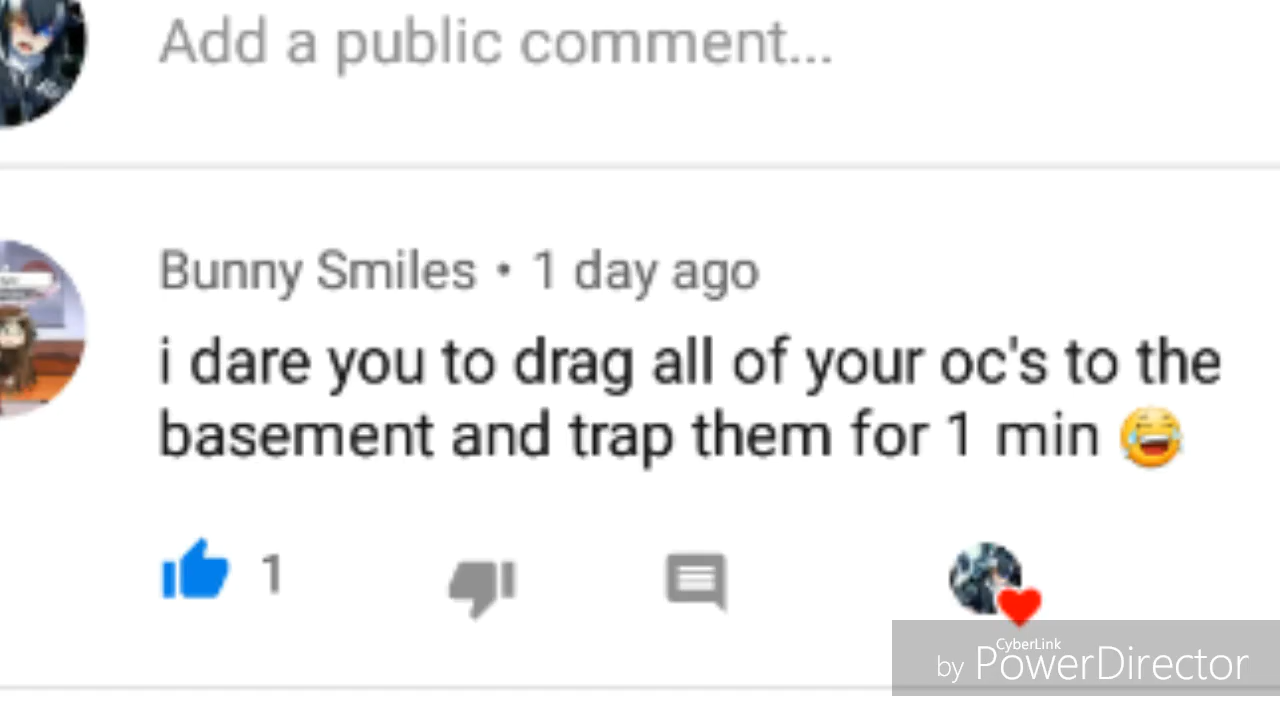 Add a public comment...
Bunny Smiles • 1 day ago
i dare you to drag all of your oc's to the
basement and trap them for 1 min 😂
1
CyberLink
by PowerDirector